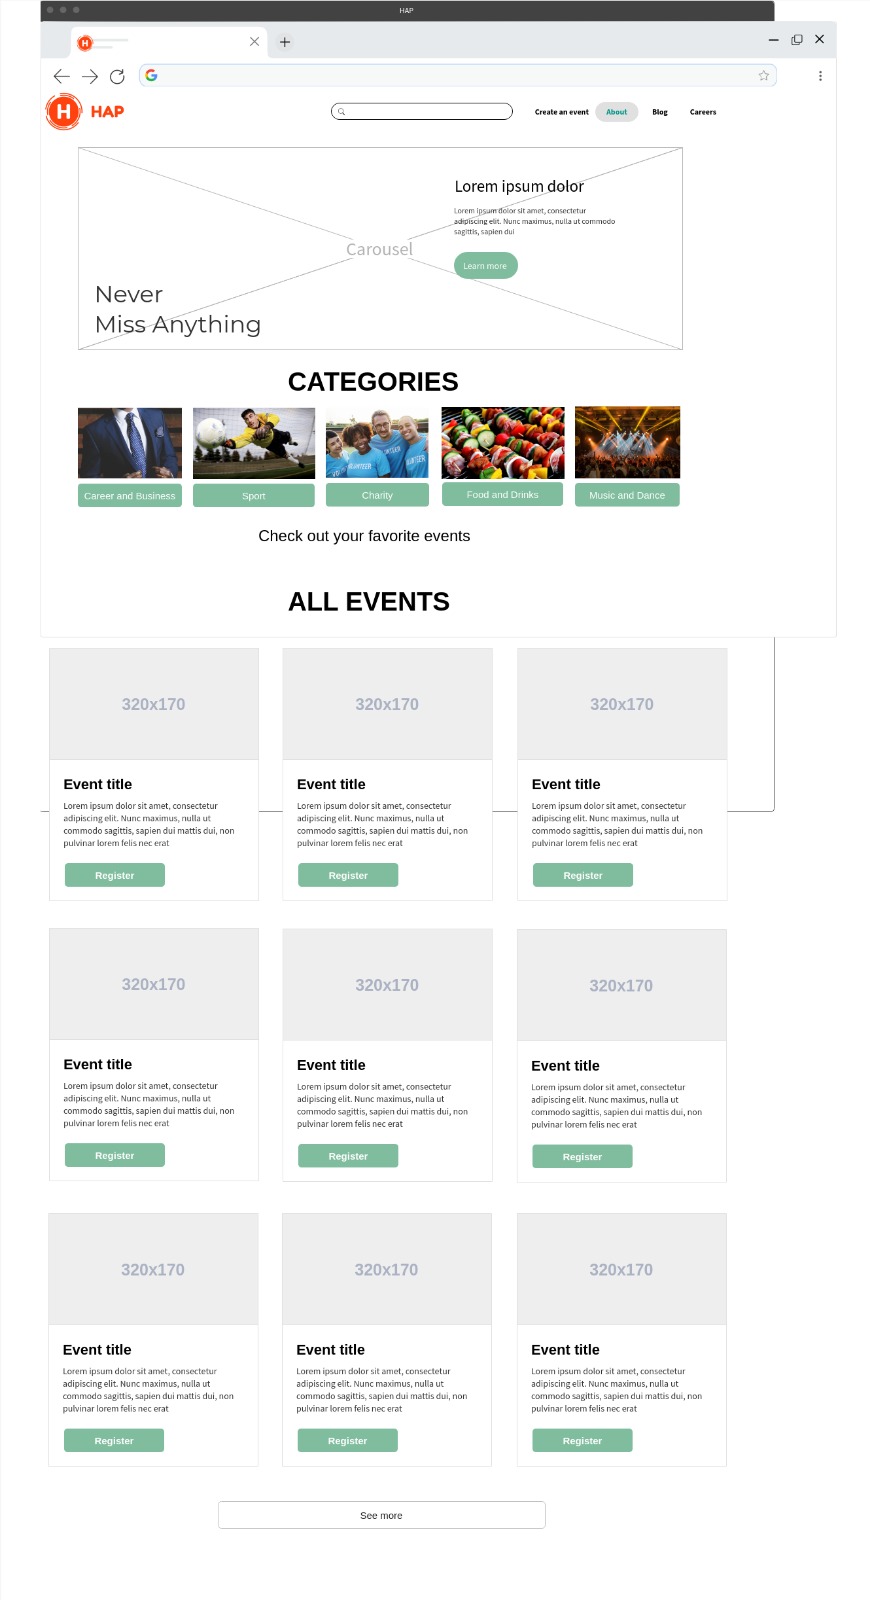 HAP
H
H HAP
Create an event About Blog Careers
Lorem ipsum dolor
Lorem ipsum dolor sit amet, consectetur
adipiscing elit. Nunc maximus, nulla ut commodo
sagittis, sapien dui
Carousel
Learn more
Never
Miss Anything
CATEGORIES
VOLUNTEER
Career and Business Sport Charity Food and Drinks Music and Dance
Check out your favorite events
ALL EVENTS
320x170 320x170 320x170
Event title Event title Event title
Lorem ipsum dolor sit amet, consectetur Lorem ipsum dolor sit amet, consectetur Lorem ipsum dolor sit amet, consectetur
adipiscing elit. Nunc maximus, nulla ut adipiscing elit. Nunc maximus, nulla ut adipiscing elit. Nunc maximus, nulla ut
commodo sagittis, sapien dui mattis dui, non commodo sagittis, sapien dui mattis dui, non commodo sagittis, sapien dui mattis dui, non
pulvinar lorem felis nec erat pulvinar lorem felis nec erat pulvinar lorem felis nec erat
Register Register Register
320x170 320x170 320x170
Event title Event title Event title
Lorem ipsum dolor sit amet, consectetur Lorem ipsum dolor sit amet, consectetur Lorem ipsum dolor sit amet, consectetur
adipiscing elit. Nunc maximus, nulla ut adipiscing elit. Nunc maximus, nulla ut adipiscing elit. Nunc maximus, nulla ut
commodo sagittis, sapien dui mattis dui, non commodo sagittis, sapien dui mattis dui, non commodo sagittis, sapien dui mattis dui, non
pulvinar lorem felis nec erat pulvinar lorem felis nec erat pulvinar lorem felis nec erat
Register Register Register
320x170 320x170 320x170
Event title Event title Event title
Lorem ipsum dolor sit amet, consectetur Lorem ipsum dolor sit amet, consectetur Lorem ipsum dolor sit amet, consectetur
adipiscing elit. Nunc maximus, nulla ut adipiscing elit. Nunc maximus, nulla ut adipiscing elit. Nunc maximus, nulla ut
commodo sagittis, sapien dui mattis dui, non commodo sagittis, sapien dui mattis dui, non commodo sagittis, sapien dui mattis dui, non
pulvinar lorem felis nec erat pulvinar lorem felis nec erat pulvinar lorem felis nec erat
Register Register Register
See more